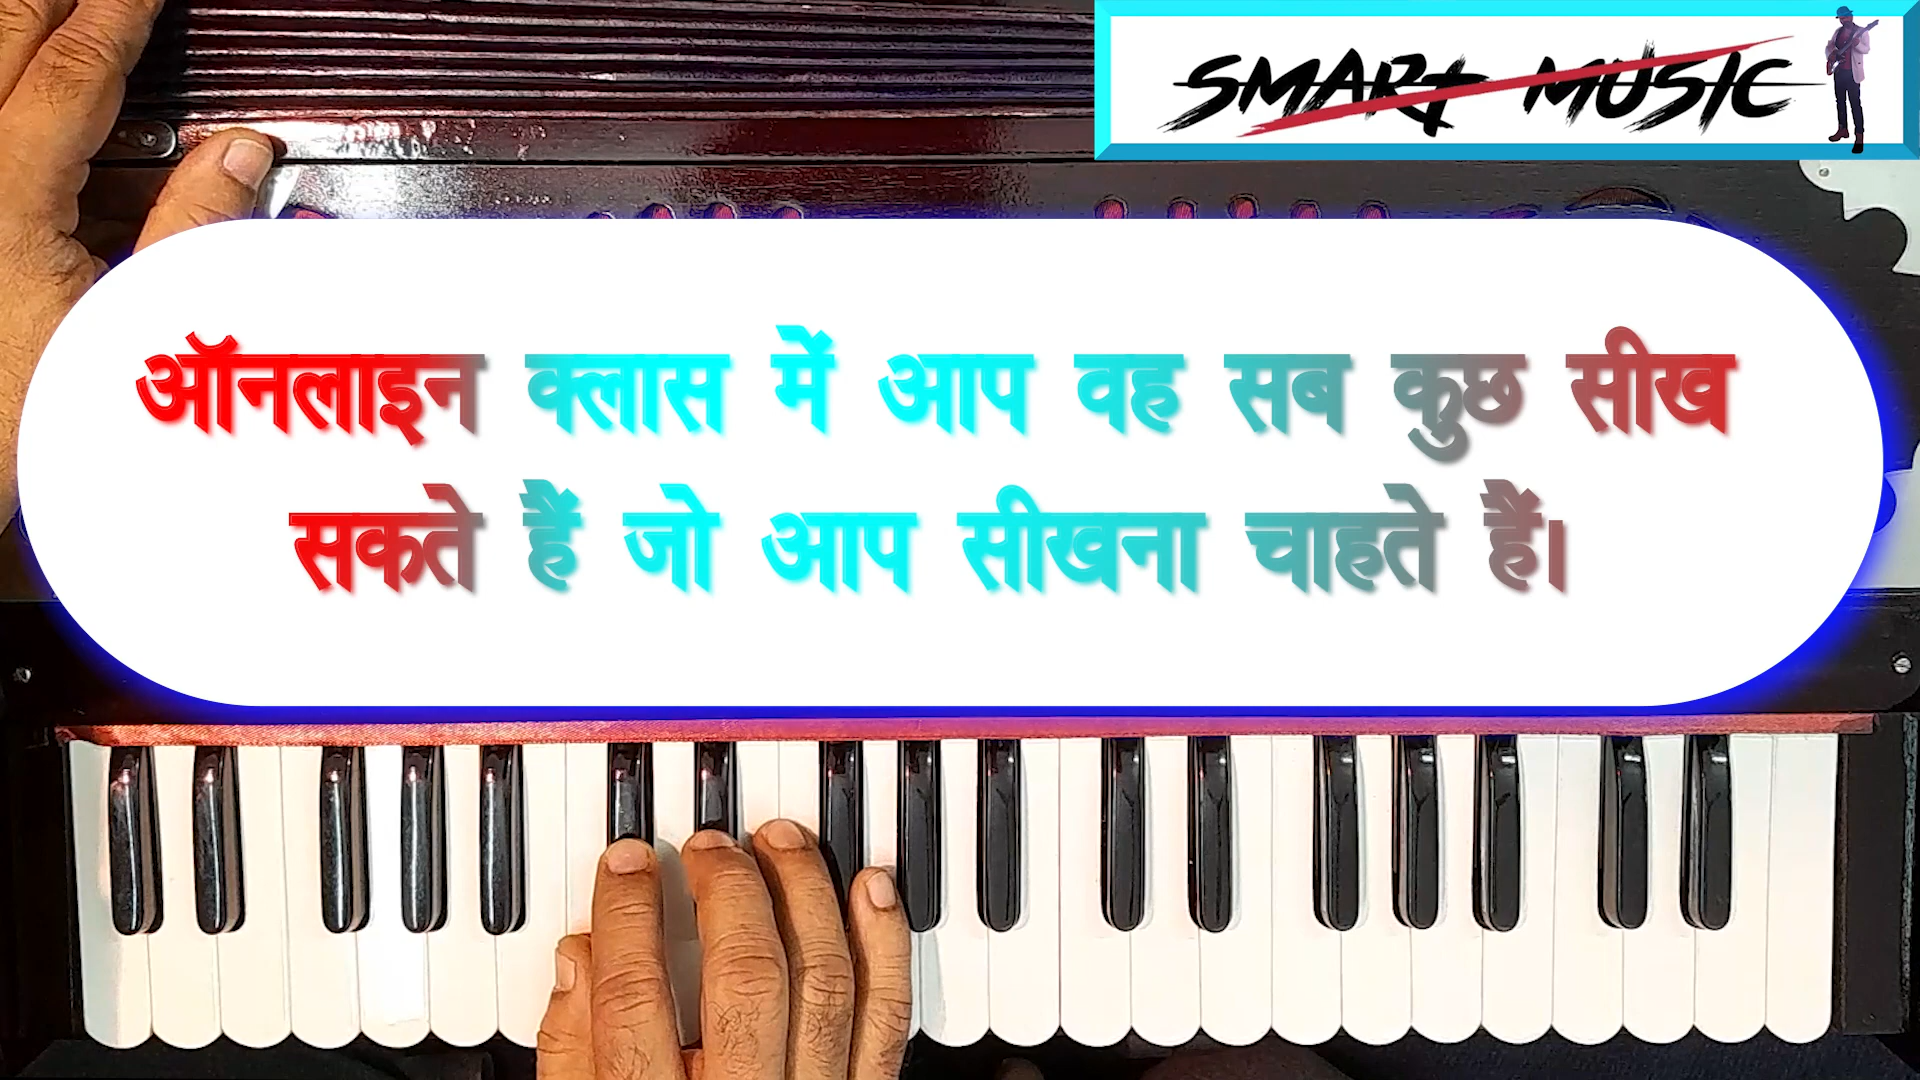 SMART MUSIC
ऑनलाइन क्लास में आप वह सब कुछ सीख
सकते हैं जो आप सीखना चाहते हैं।